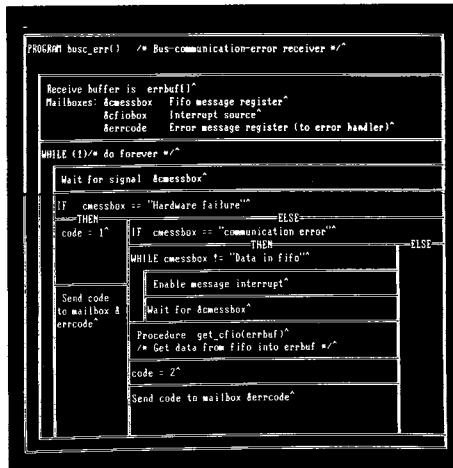 PROGRAM busc_err()   /* Bus-communication-error receiver */^
Receive buffer is  errbuf[]^
Mailboxes: &cmessbox   Fifo message register^
&cfiobox    Interrupt source^
&errcode    Error message register (to error handler)^
WHILE (1)/* do forever */^
Wait for signal  &cmessbox^
IF  cmessbox == "Hardware failure"^
THEN ELSE
code = 1^
IF  cmessbox == "communication error"^
THEN ELSE
WHILE cmessbox != "Data in fifo"^
Enable message interrupt^
Wait for &cmessbox^
Send code
to mailbox &
errcode^
Procedure  get_cfio(errbuf)^
/* Get data from fifo into errbuf */^
code = 2^
Send code to mailbox &errcode^